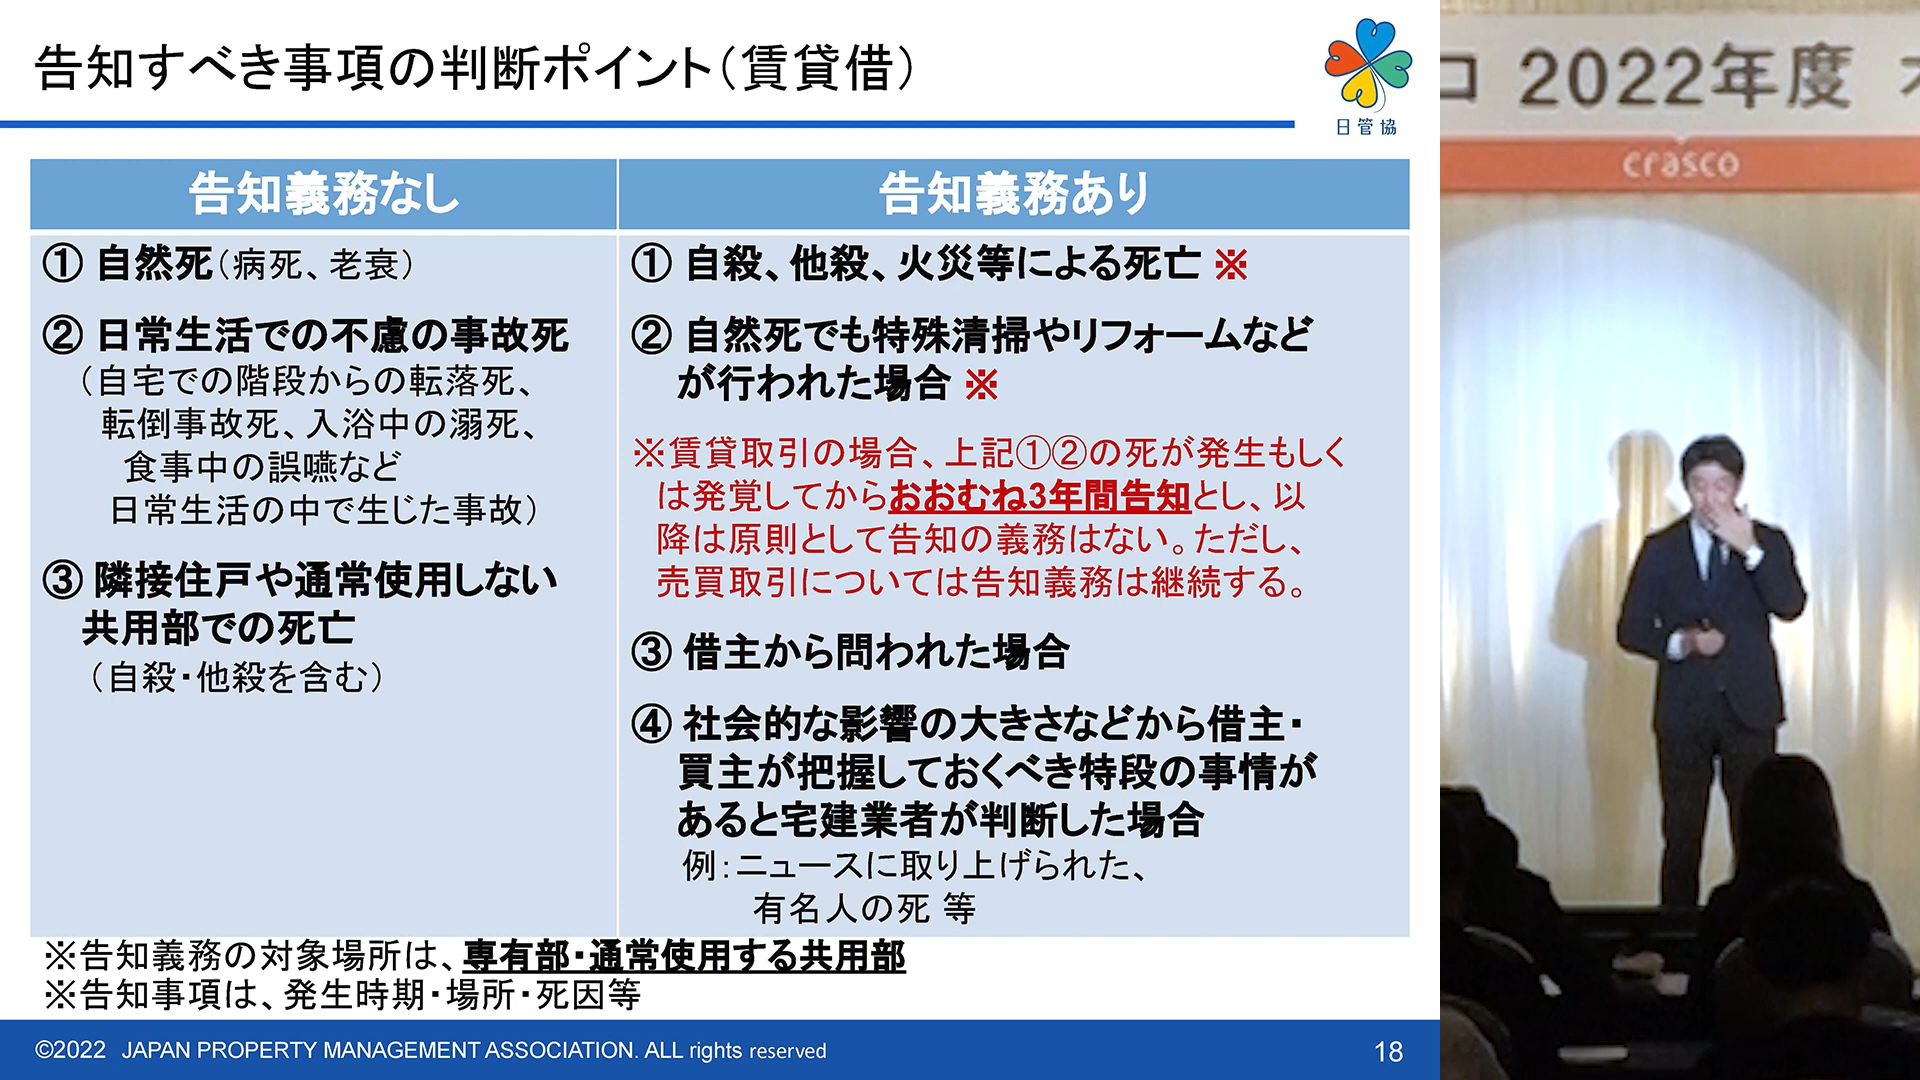 告知すべき事項の判断ポイント（賃貸借）
日管協
告知義務なし
① 自然死（病死、老衰）
② 日常生活での不慮の事故死
（自宅での階段からの転落死、
転倒事故死、入浴中の溺死、
食事中の誤嚥など
日常生活の中で生じた事故）
③ 隣接住戸や通常使用しない
共用部での死亡
（自殺・他殺を含む）
告知義務あり
① 自殺、他殺、火災等による死亡 ※
② 自然死でも特殊清掃やリフォームなど
が行われた場合 ※
※賃貸取引の場合、上記①②の死が発生もしく
は発覚してからおおむね3年間告知とし、以
降は原則として告知の義務はない。ただし、
売買取引については告知義務は継続する。
③ 借主から問われた場合
④ 社会的な影響の大きさなどから借主・
買主が把握しておくべき特段の事情が
あると宅建業者が判断した場合
例：ニュースに取り上げられた、
有名人の死 等
※告知義務の対象場所は、専有部・通常使用する共用部
※告知事項は、発生時期・場所・死因等
©2022 JAPAN PROPERTY MANAGEMENT ASSOCIATION. ALL rights reserved
18
コ 2022年度
crasco